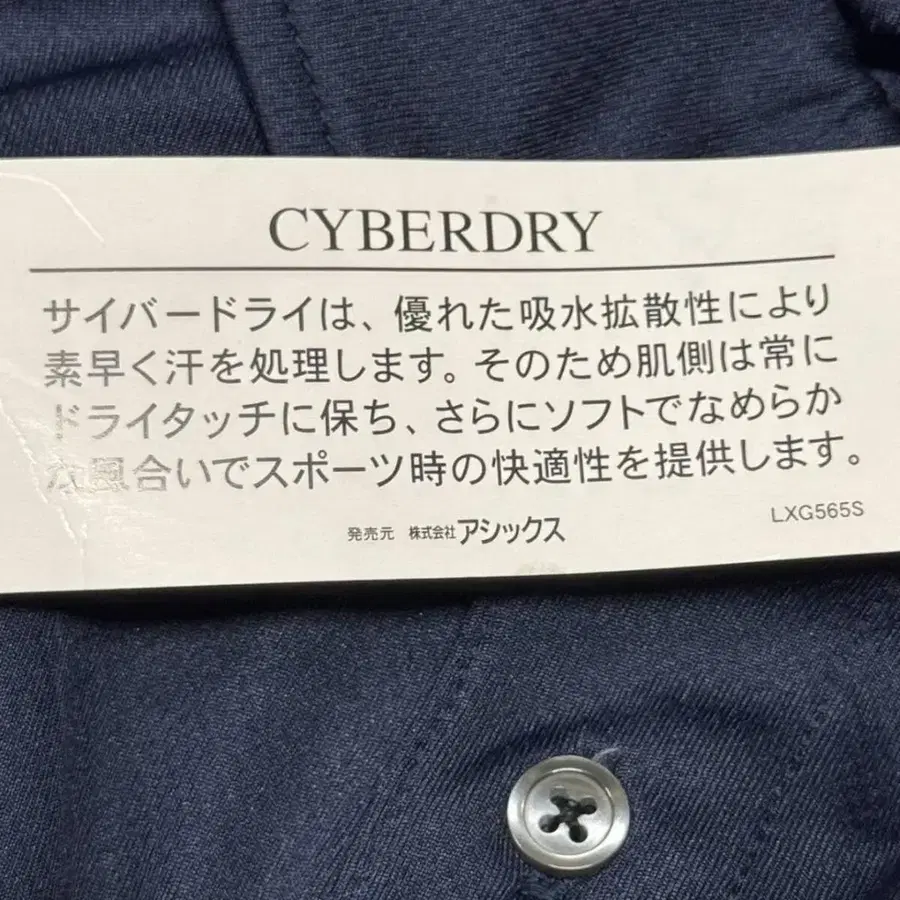 CYBERDRY
サイバードライは、優れた吸水拡散性により
素早く汗を処理します。そのため肌側は常に
ドライタッチに保ち、さらにソフトでなめらか
な風合いでスポーツ時の快適性を提供します。
発売元 株式会社アシックス
LXG565S